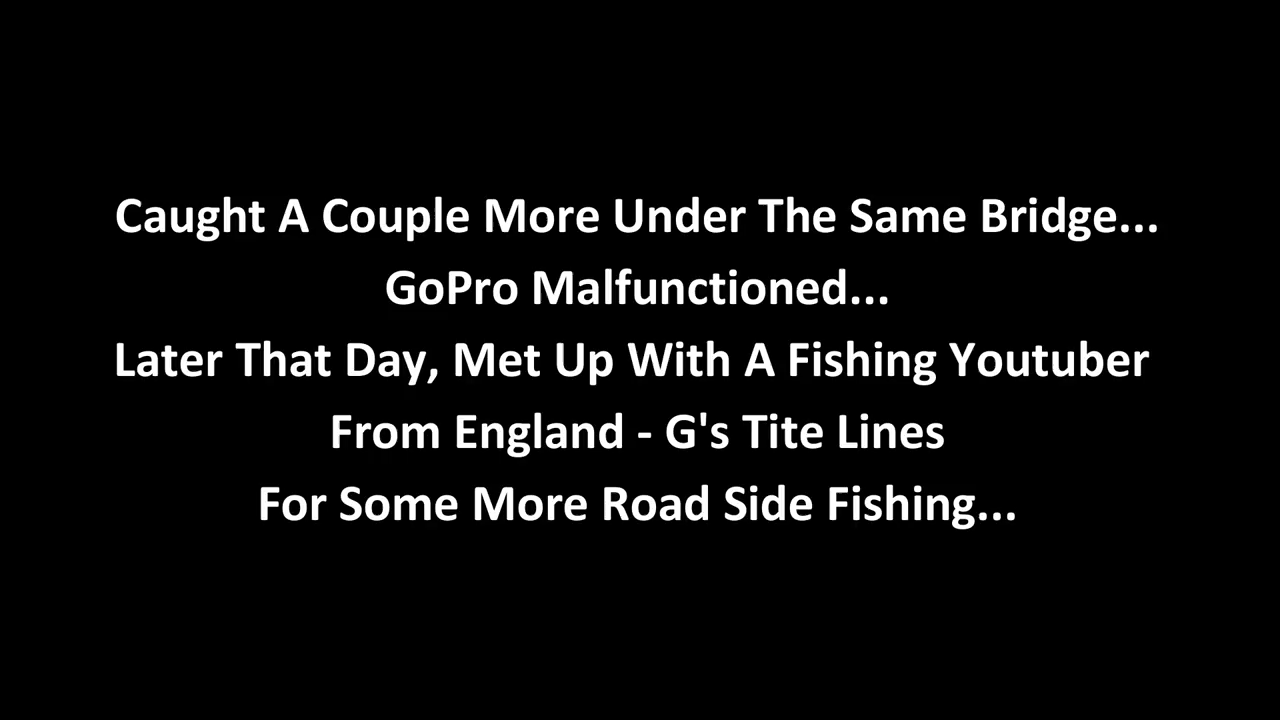 Caught A Couple More Under The Same Bridge...
GoPro Malfunctioned...
Later That Day, Met Up With A Fishing Youtuber
From England - G's Tite Lines
For Some More Road Side Fishing...